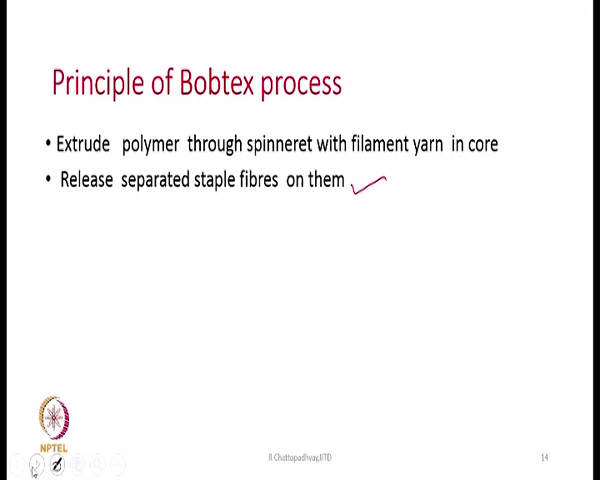 Principle of Bobtex process
• Extrude polymer through spinneret with filament yarn in core
• Release separated staple fibres on them
NPTEL
R Chottopadhyay,IITD
14